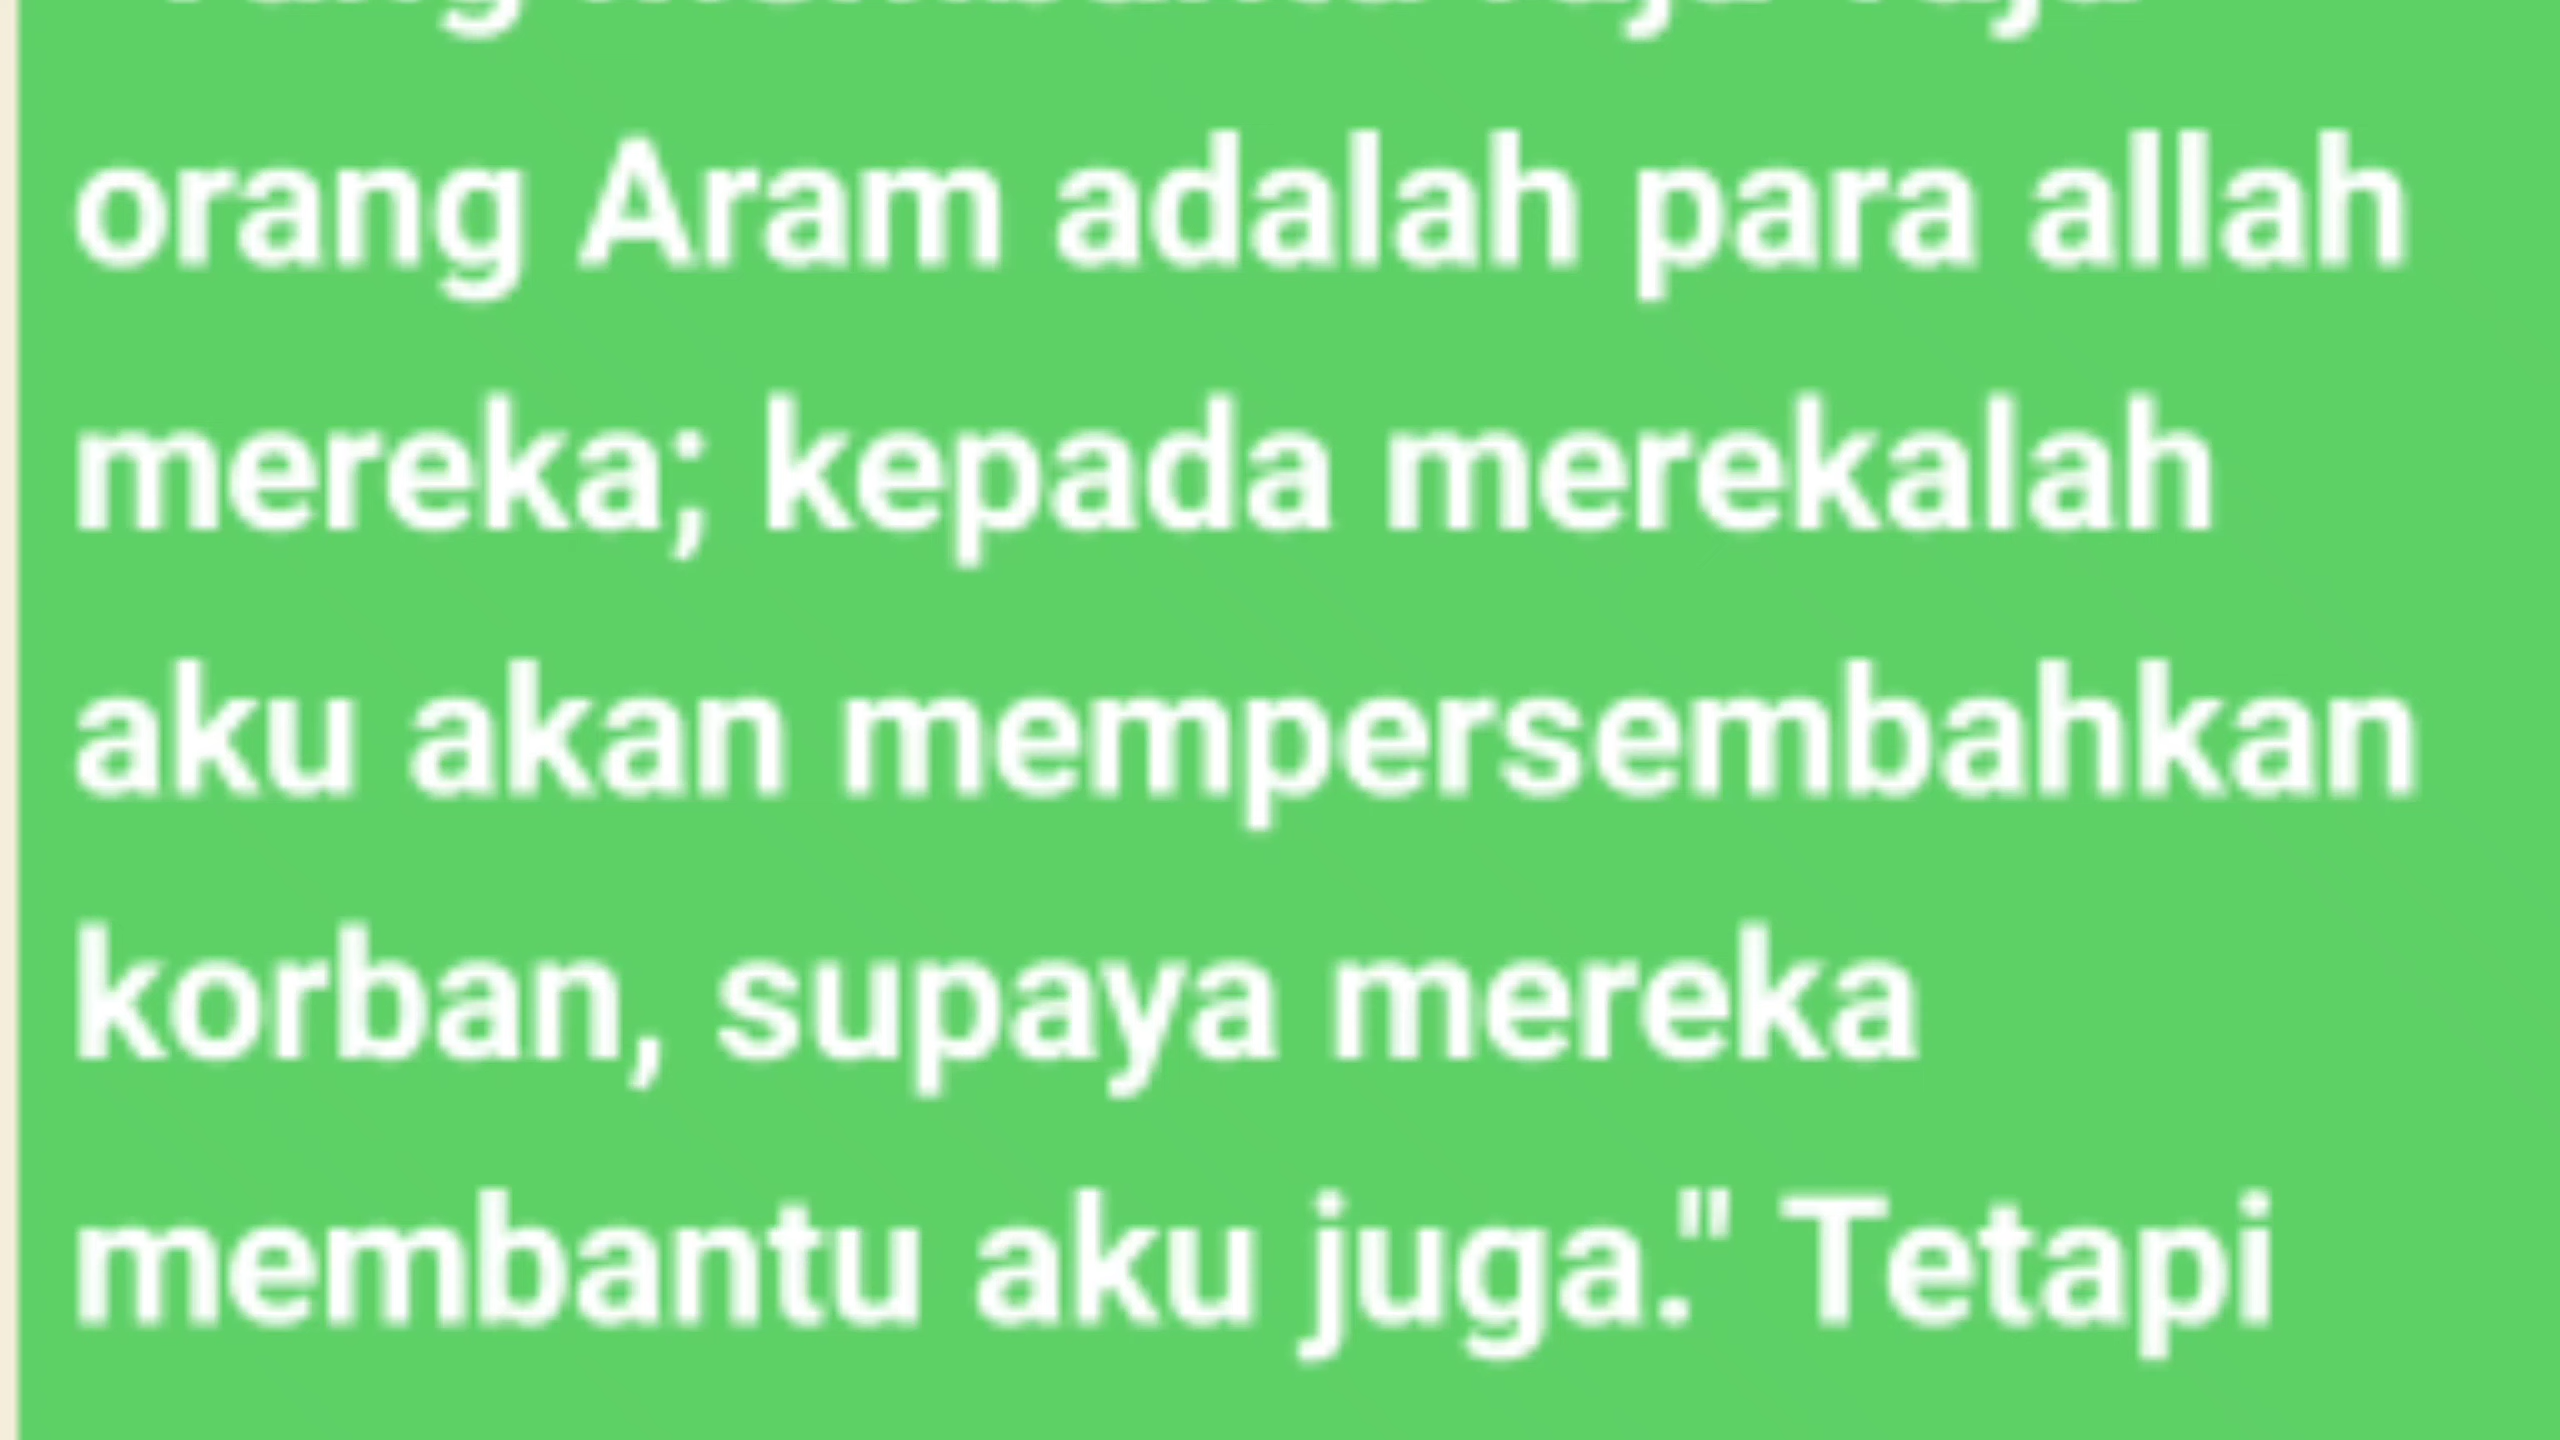 orang Aram adalah para allah
mereka; kepada merekalah
aku akan mempersembahkan
korban, supaya mereka
membantu aku juga." Tetapi